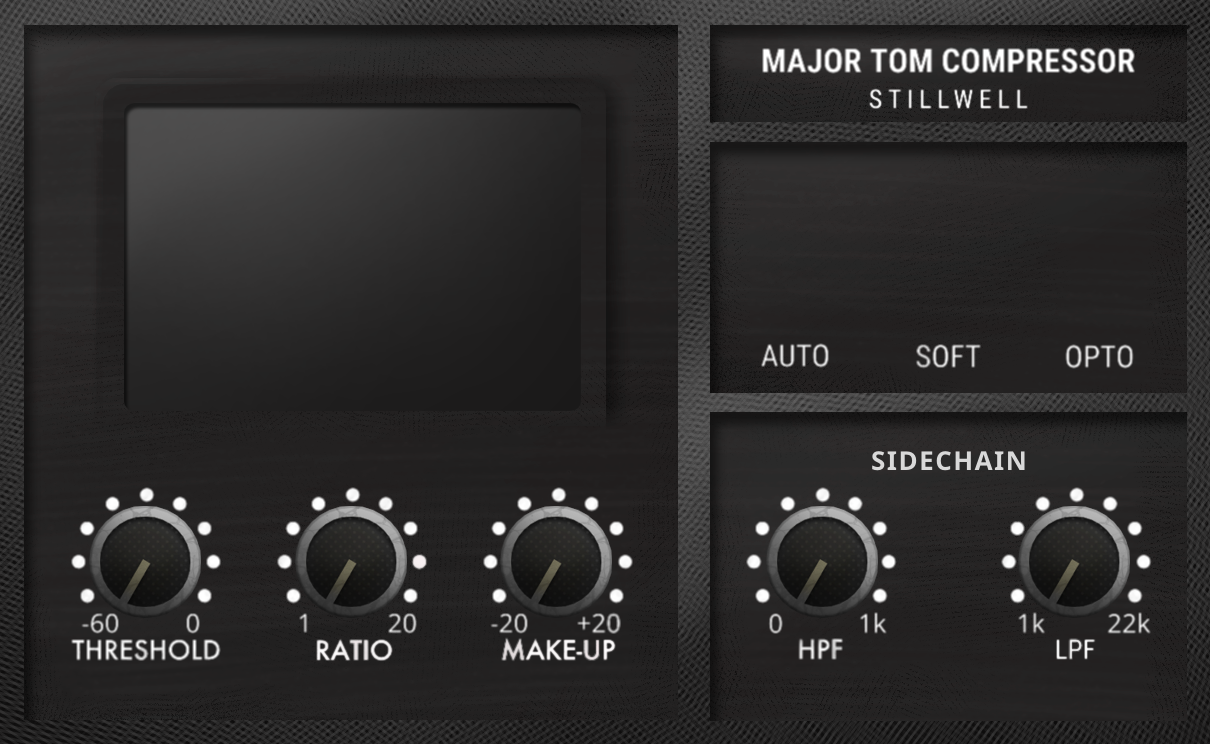 MAJOR TOM COMPRESSOR
STILLWELL
AUTO SOFT OPTO
SIDECHAIN
-60 0 1 20 -20 +20
THRESHOLD RATIO MAKE-UP
0 1k 1k 22k
HPF LPF